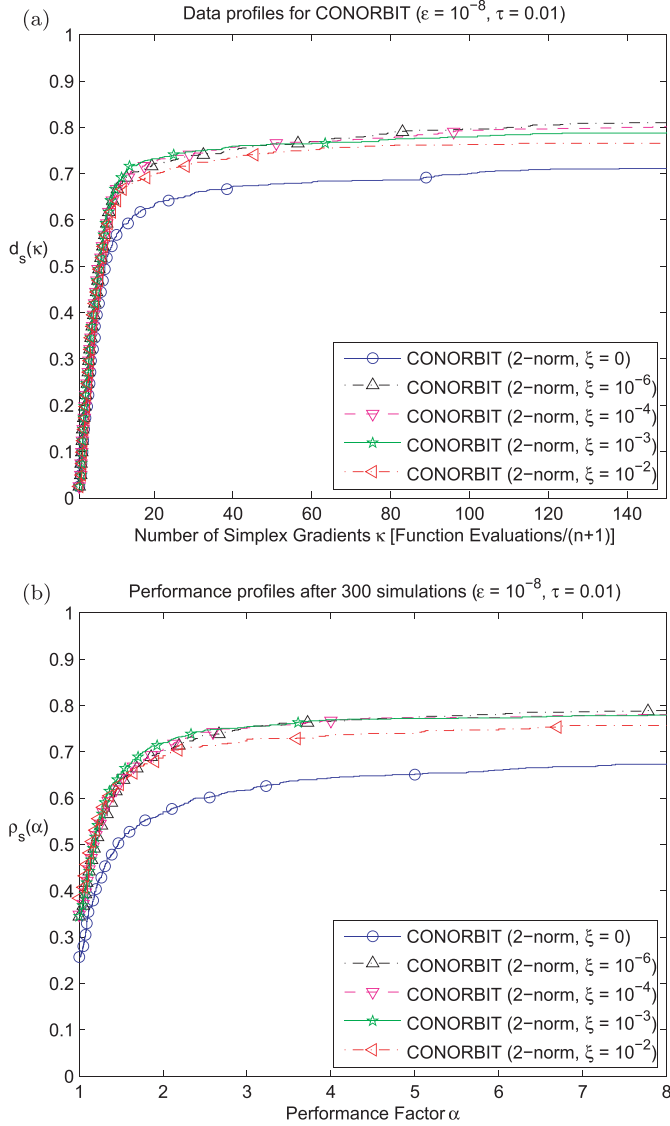 (a)
Data profiles for CONORBIT (ε = 10⁻⁸, τ = 0.01)
1
0.9
0.8
0.7
0.6
0.5
0.4
0.3
0.2
0.1
0
d_s(κ)
CONORBIT (2−norm, ξ = 0)
CONORBIT (2−norm, ξ = 10⁻⁶)
CONORBIT (2−norm, ξ = 10⁻⁴)
CONORBIT (2−norm, ξ = 10⁻³)
CONORBIT (2−norm, ξ = 10⁻²)
20 40 60 80 100 120 140
Number of Simplex Gradients κ [Function Evaluations/(n+1)]
(b)
Performance profiles after 300 simulations (ε = 10⁻⁸, τ = 0.01)
1
0.9
0.8
0.7
0.6
0.5
0.4
0.3
0.2
0.1
0
ρ_s(α)
CONORBIT (2−norm, ξ = 0)
CONORBIT (2−norm, ξ = 10⁻⁶)
CONORBIT (2−norm, ξ = 10⁻⁴)
CONORBIT (2−norm, ξ = 10⁻³)
CONORBIT (2−norm, ξ = 10⁻²)
1 2 3 4 5 6 7 8
Performance Factor α